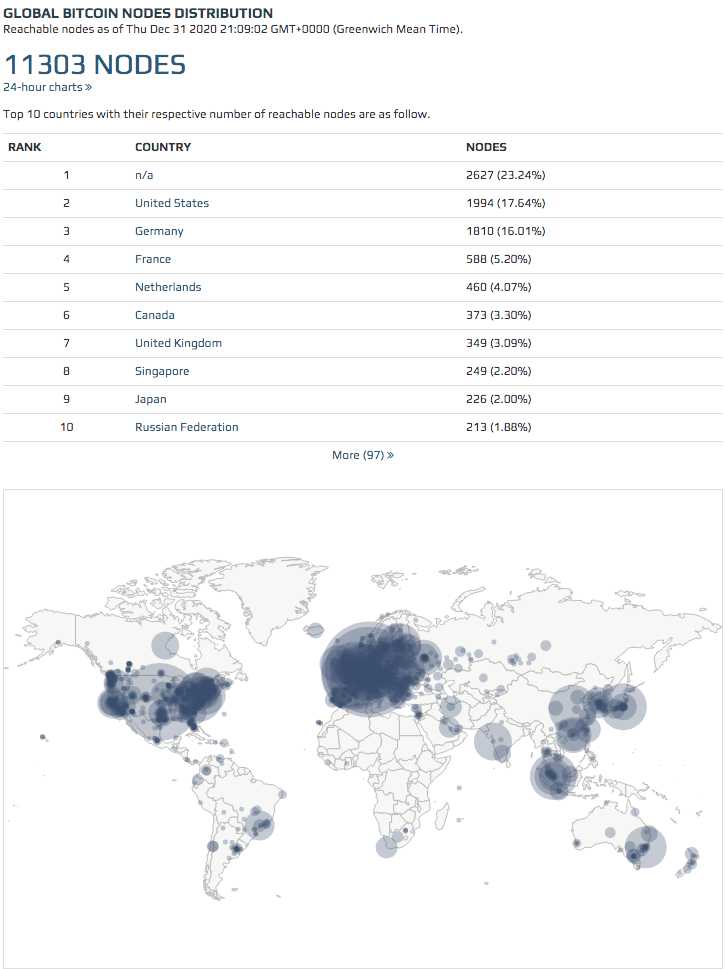 GLOBAL BITCOIN NODES DISTRIBUTION
Reachable nodes as of Thu Dec 31 2020 21:09:02 GMT+0000 (Greenwich Mean Time).
11303 NODES
24-hour charts »
Top 10 countries with their respective number of reachable nodes are as follow.
RANK COUNTRY NODES
1 n/a 2627 (23.24%)
2 United States 1994 (17.64%)
3 Germany 1810 (16.01%)
4 France 588 (5.20%)
5 Netherlands 460 (4.07%)
6 Canada 373 (3.30%)
7 United Kingdom 349 (3.09%)
8 Singapore 249 (2.20%)
9 Japan 226 (2.00%)
10 Russian Federation 213 (1.88%)
More (97) »